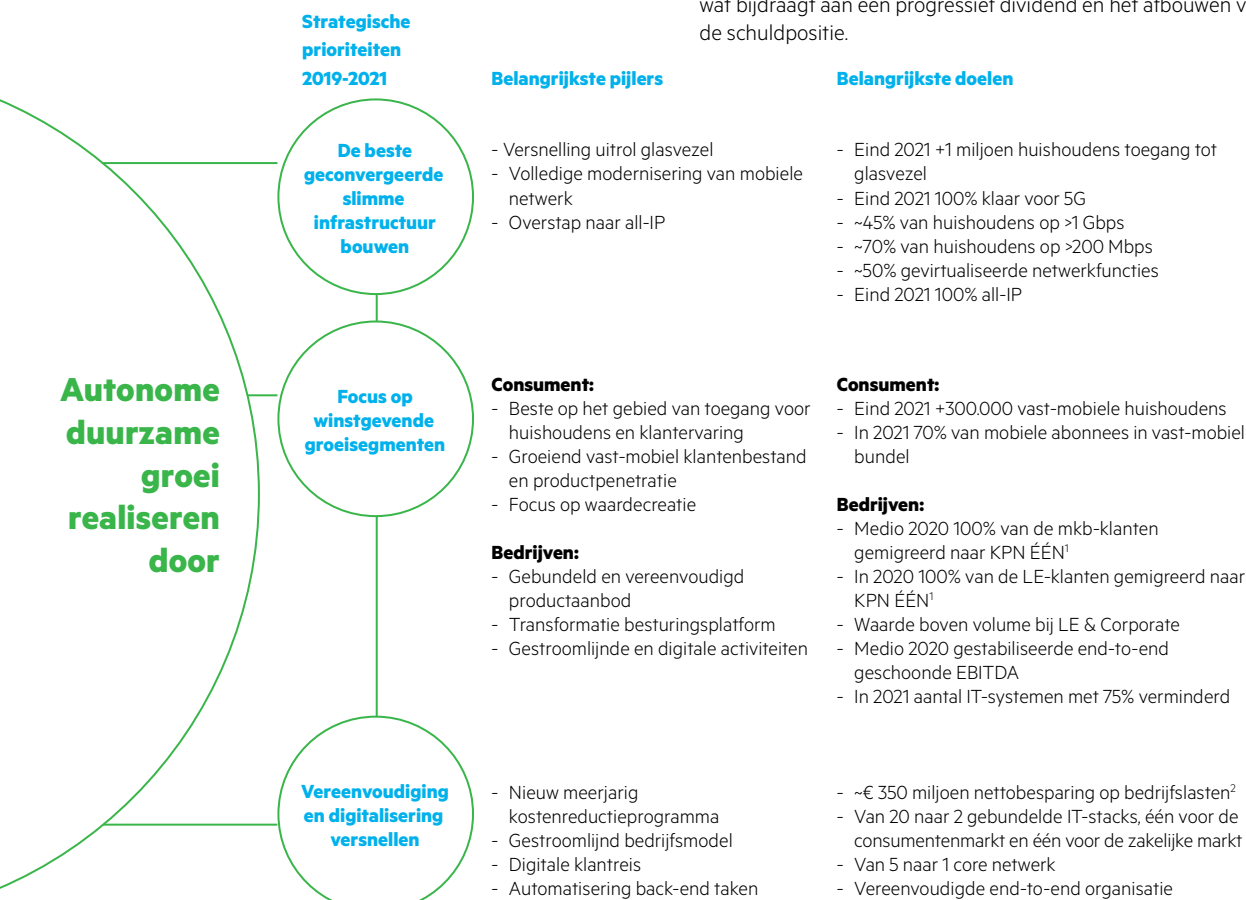 wat bijdraagt aan een progressief dividend en het afbouwen v
de schuldpositie.
Strategische
prioriteiten
2019-2021
Belangrijkste pijlers
Belangrijkste doelen
Autonome
duurzame
groei
realiseren
door
De beste
geconvergeerde
slimme
infrastructuur
bouwen
- Versnelling uitrol glasvezel
- Volledige modernisering van mobiele
netwerk
- Overstap naar all-IP
- Eind 2021 +1 miljoen huishoudens toegang tot
glasvezel
- Eind 2021 100% klaar voor 5G
- ~45% van huishoudens op >1 Gbps
- ~70% van huishoudens op >200 Mbps
- ~50% gevirtualiseerde netwerkfuncties
- Eind 2021 100% all-IP
Focus op
winstgevende
groeisegmenten
Consument:
- Beste op het gebied van toegang voor
huishoudens en klantervaring
- Groeiend vast-mobiel klantenbestand
en productpenetratie
- Focus op waardecreatie
Bedrijven:
- Gebundeld en vereenvoudigd
productaanbod
- Transformatie besturingsplatform
- Gestroomlijnde en digitale activiteiten
Consument:
- Eind 2021 +300.000 vast-mobiele huishoudens
- In 2021 70% van mobiele abonnees in vast-mobiel
bundel
Bedrijven:
- Medio 2020 100% van de mkb-klanten
gemigreerd naar KPN ÉÉN¹
- In 2020 100% van de LE-klanten gemigreerd naar
KPN ÉÉN¹
- Waarde boven volume bij LE & Corporate
- Medio 2020 gestabiliseerde end-to-end
geschoonde EBITDA
- In 2021 aantal IT-systemen met 75% verminderd
Vereenvoudiging
en digitalisering
versnellen
- Nieuw meerjarig
kostenreductieprogramma
- Gestroomlijnd bedrijfsmodel
- Digitale klantreis
- Automatisering back-end taken
- ~€ 350 miljoen nettobesparing op bedrijfslasten²
- Van 20 naar 2 gebundelde IT-stacks, één voor de
consumentenmarkt en één voor de zakelijke markt
- Van 5 naar 1 core netwerk
- Vereenvoudigde end-to-end organisatie